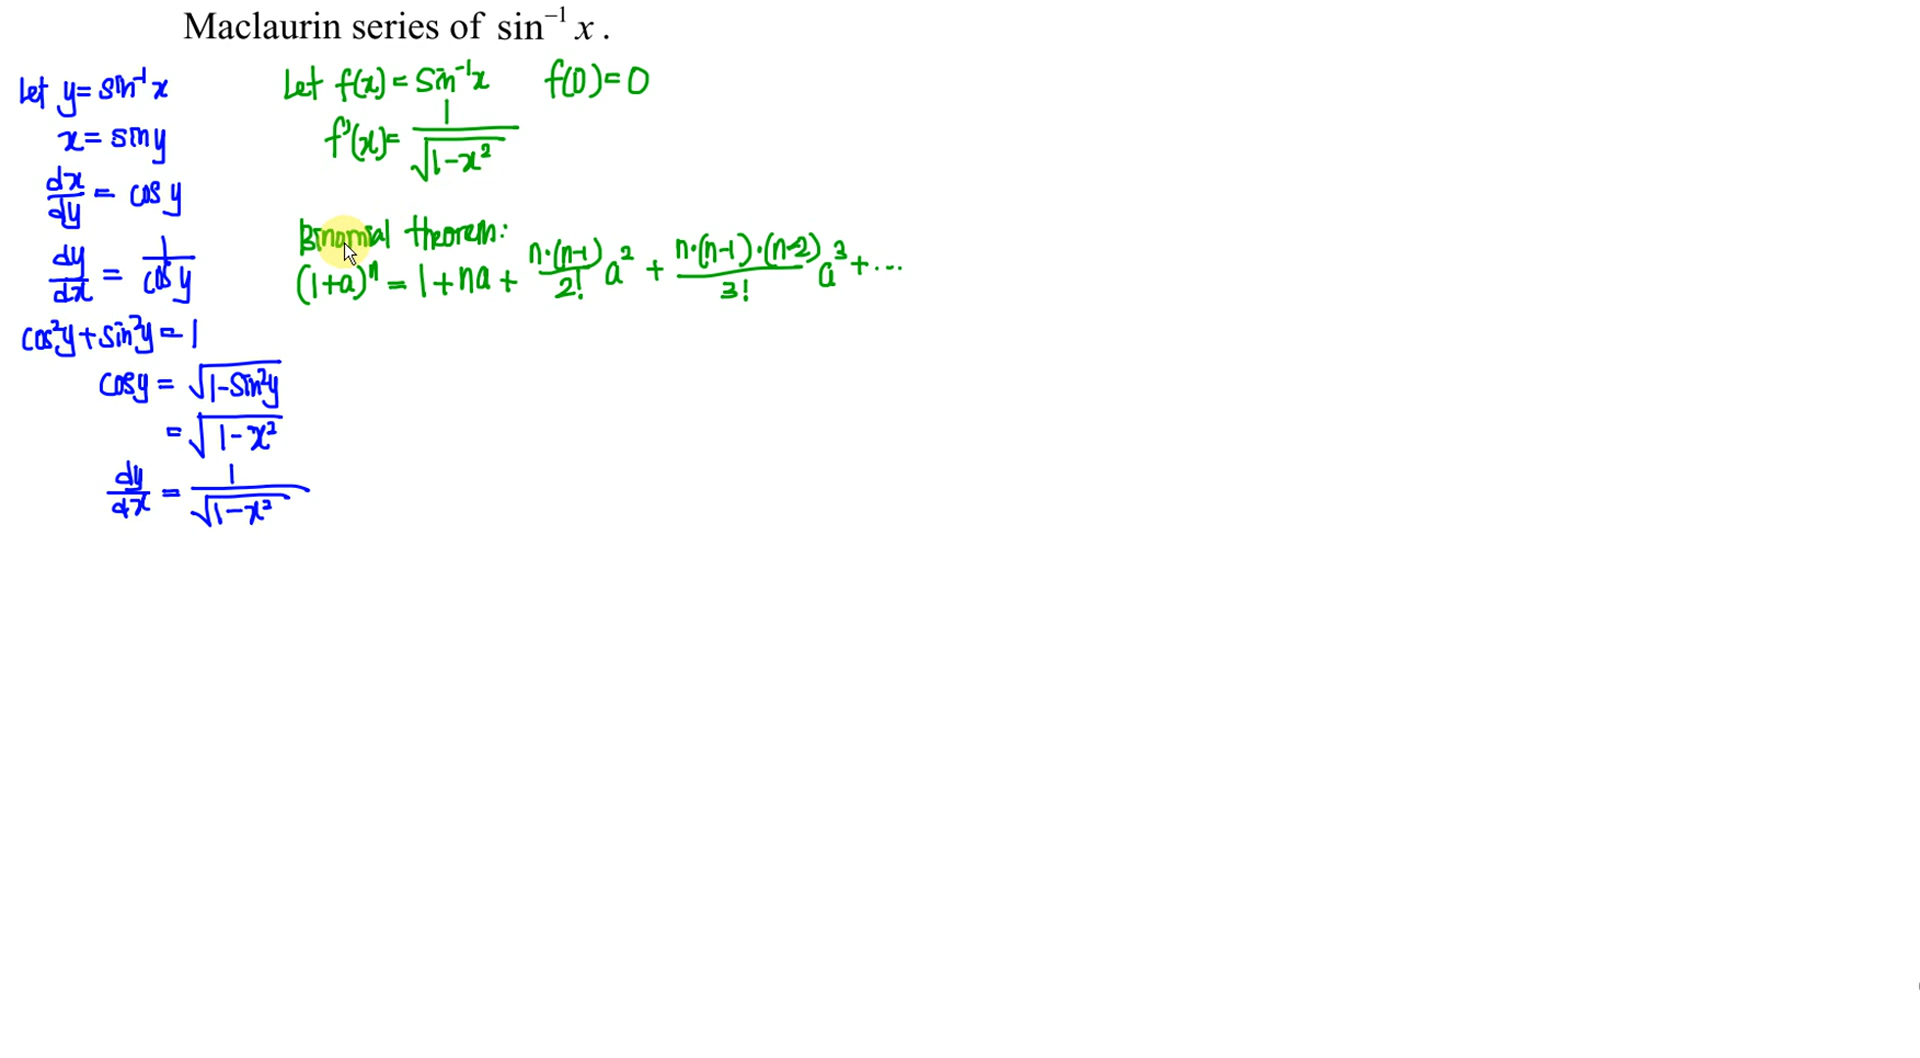 Maclaurin series of sin⁻¹ x .
let y = sin⁻¹x
x = sin y
dx/dy = cos y
dy/dx = 1/cos y
cos²y + sin²y = 1
cos y = √(1-sin²y)
= √(1-x²)
dy/dx = 1/√(1-x²)
Let f(x) = sin⁻¹x f(0) = 0
f'(x) = 1/√(1-x²)
Binomial theorem:
(1+a)ⁿ = 1 + na + n·(n-1)/2! a² + n·(n-1)·(n-2)/3! a³ + ...